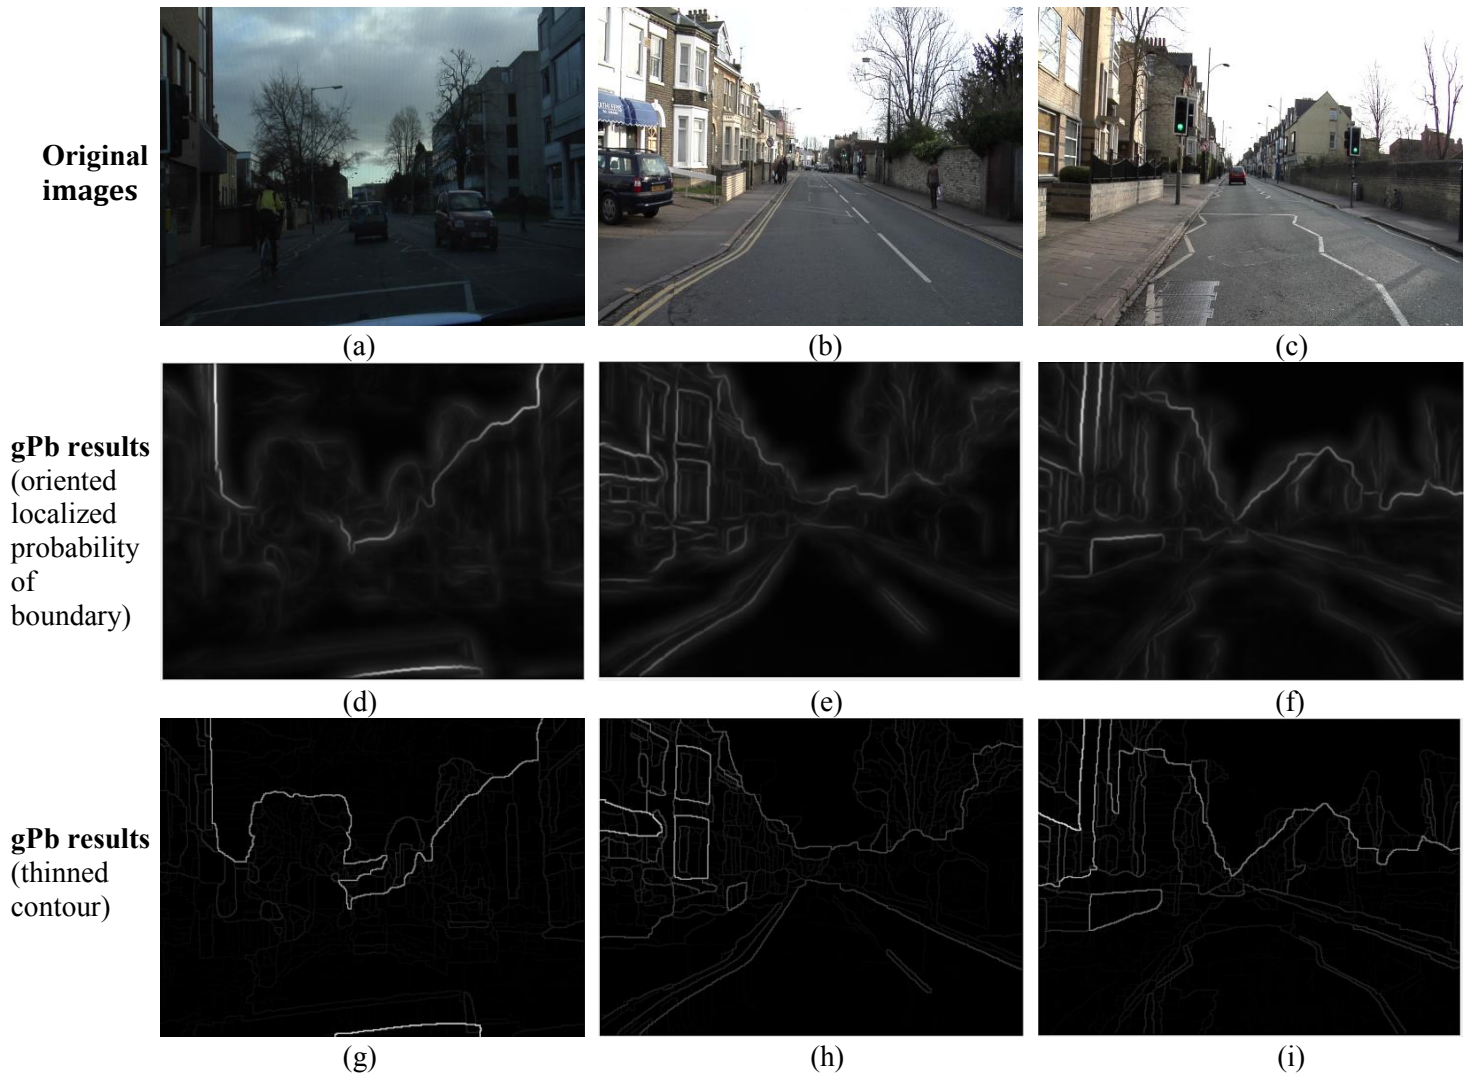 Original
images
(a)
(b)
(c)
gPb results
(oriented
localized
probability
of
boundary)
(d)
(e)
(f)
gPb results
(thinned
contour)
(g)
(h)
(i)